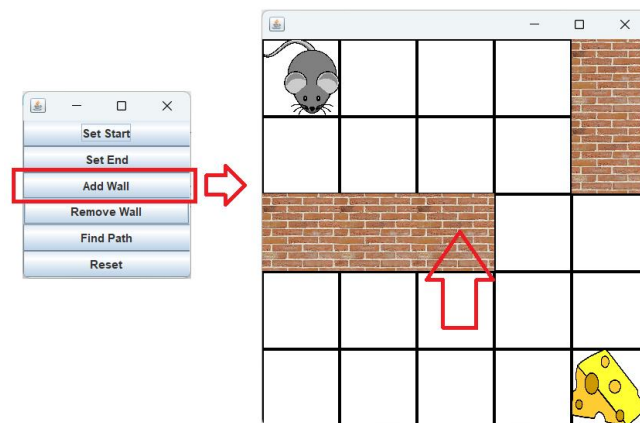 Set Start
Set End
Add Wall
Remove Wall
Find Path
Reset